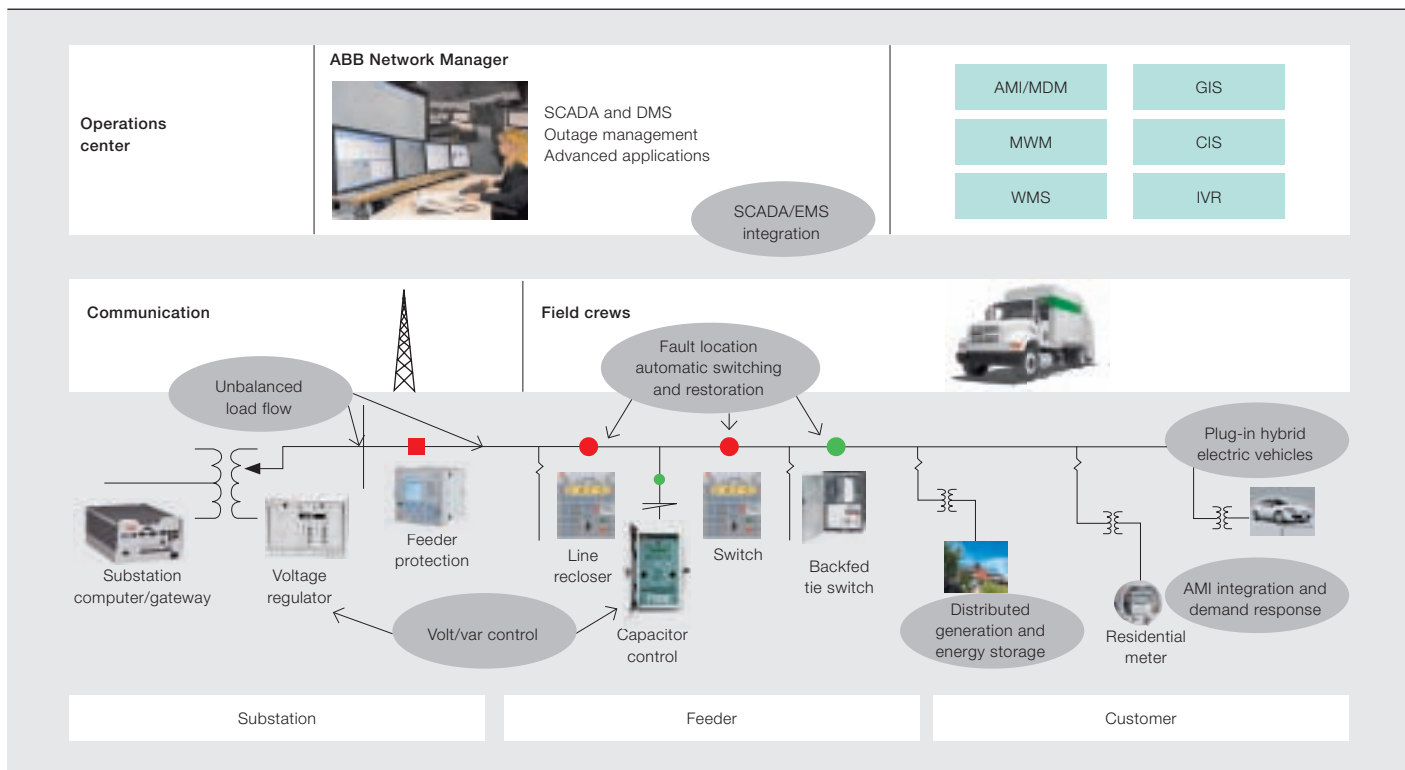 ABB Network Manager
Operations
center
SCADA and DMS
Outage management
Advanced applications
SCADA/EMS
integration
AMI/MDM
GIS
MWM
CIS
WMS
IVR
Communication
Field crews
Unbalanced
load flow
Fault location
automatic switching
and restoration
Plug-in hybrid
electric vehicles
Substation
computer/gateway
Voltage
regulator
Feeder
protection
Line
recloser
Capacitor
control
Switch
Backfed
tie switch
Volt/var control
Distributed
generation and
energy storage
Residential
meter
AMI integration and
demand response
Substation
Feeder
Customer